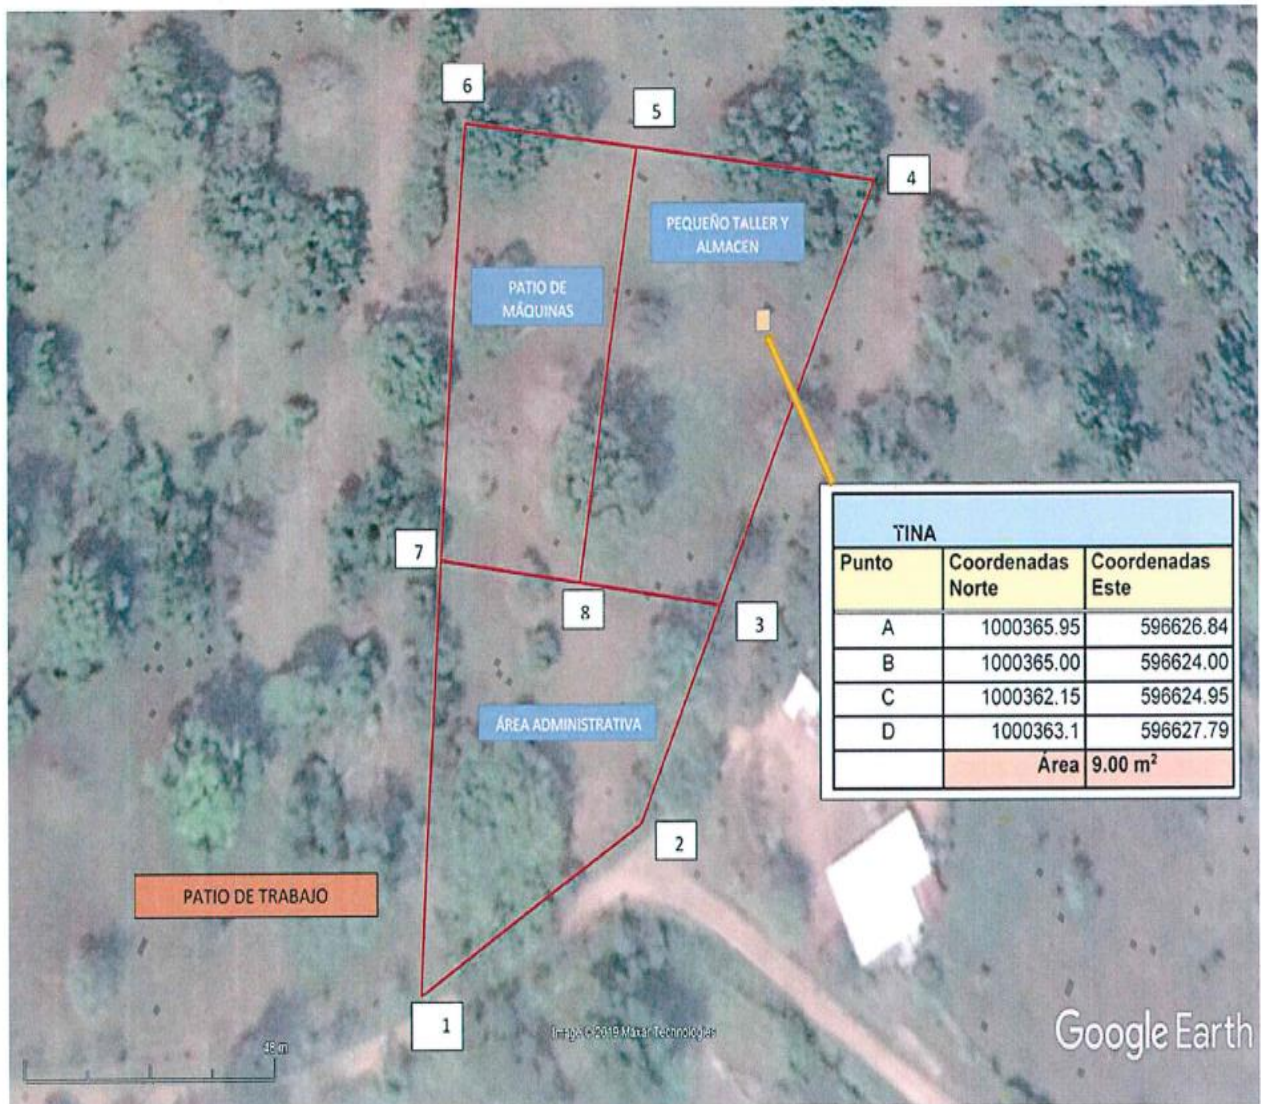 6
5
4
PEQUEÑO TALLER Y
ALMACEN
PATIO DE
MÁQUINAS
7
8
3
TINA
Punto Coordenadas Norte Coordenadas Este
A 1000365.95 596626.84
B 1000365.00 596624.00
C 1000362.15 596624.95
D 1000363.1 596627.79
Área 9.00 m²
ÁREA ADMINISTRATIVA
2
PATIO DE TRABAJO
1
Image © 2019 Maxar Technologies
48 m
Google Earth